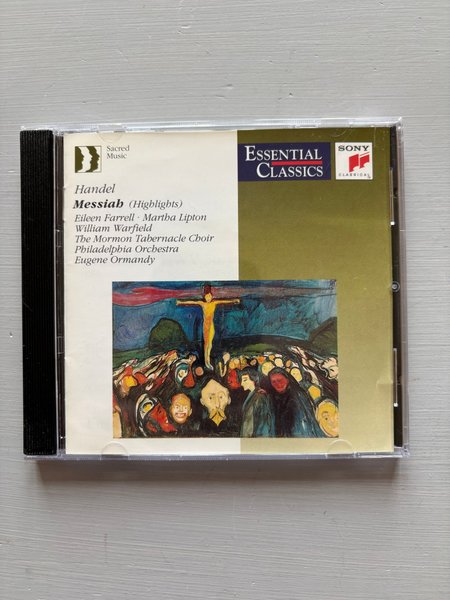 Sacred
Music
ESSENTIAL
CLASSICS
SONY
CLASSICAL
Handel
Messiah (Highlights)
Eileen Farrell · Martha Lipton
William Warfield
The Mormon Tabernacle Choir
Philadelphia Orchestra
Eugene Ormandy